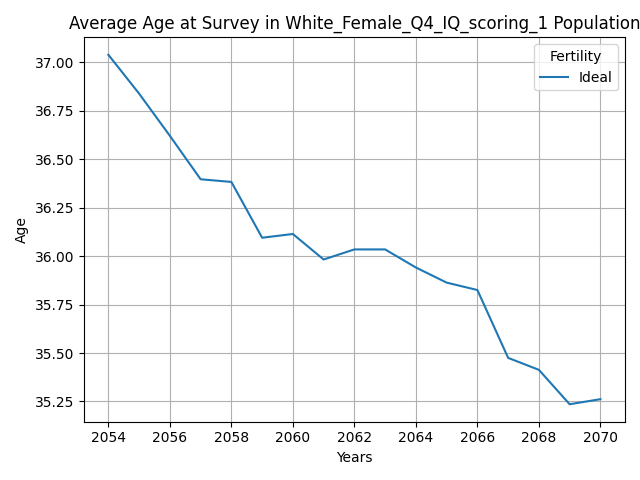 Average Age at Survey in White_Female_Q4_IQ_scoring_1 Population
Fertility
Ideal
37.00
36.75
36.50
36.25
36.00
35.75
35.50
35.25
Age
2054 2056 2058 2060 2062 2064 2066 2068 2070
Years